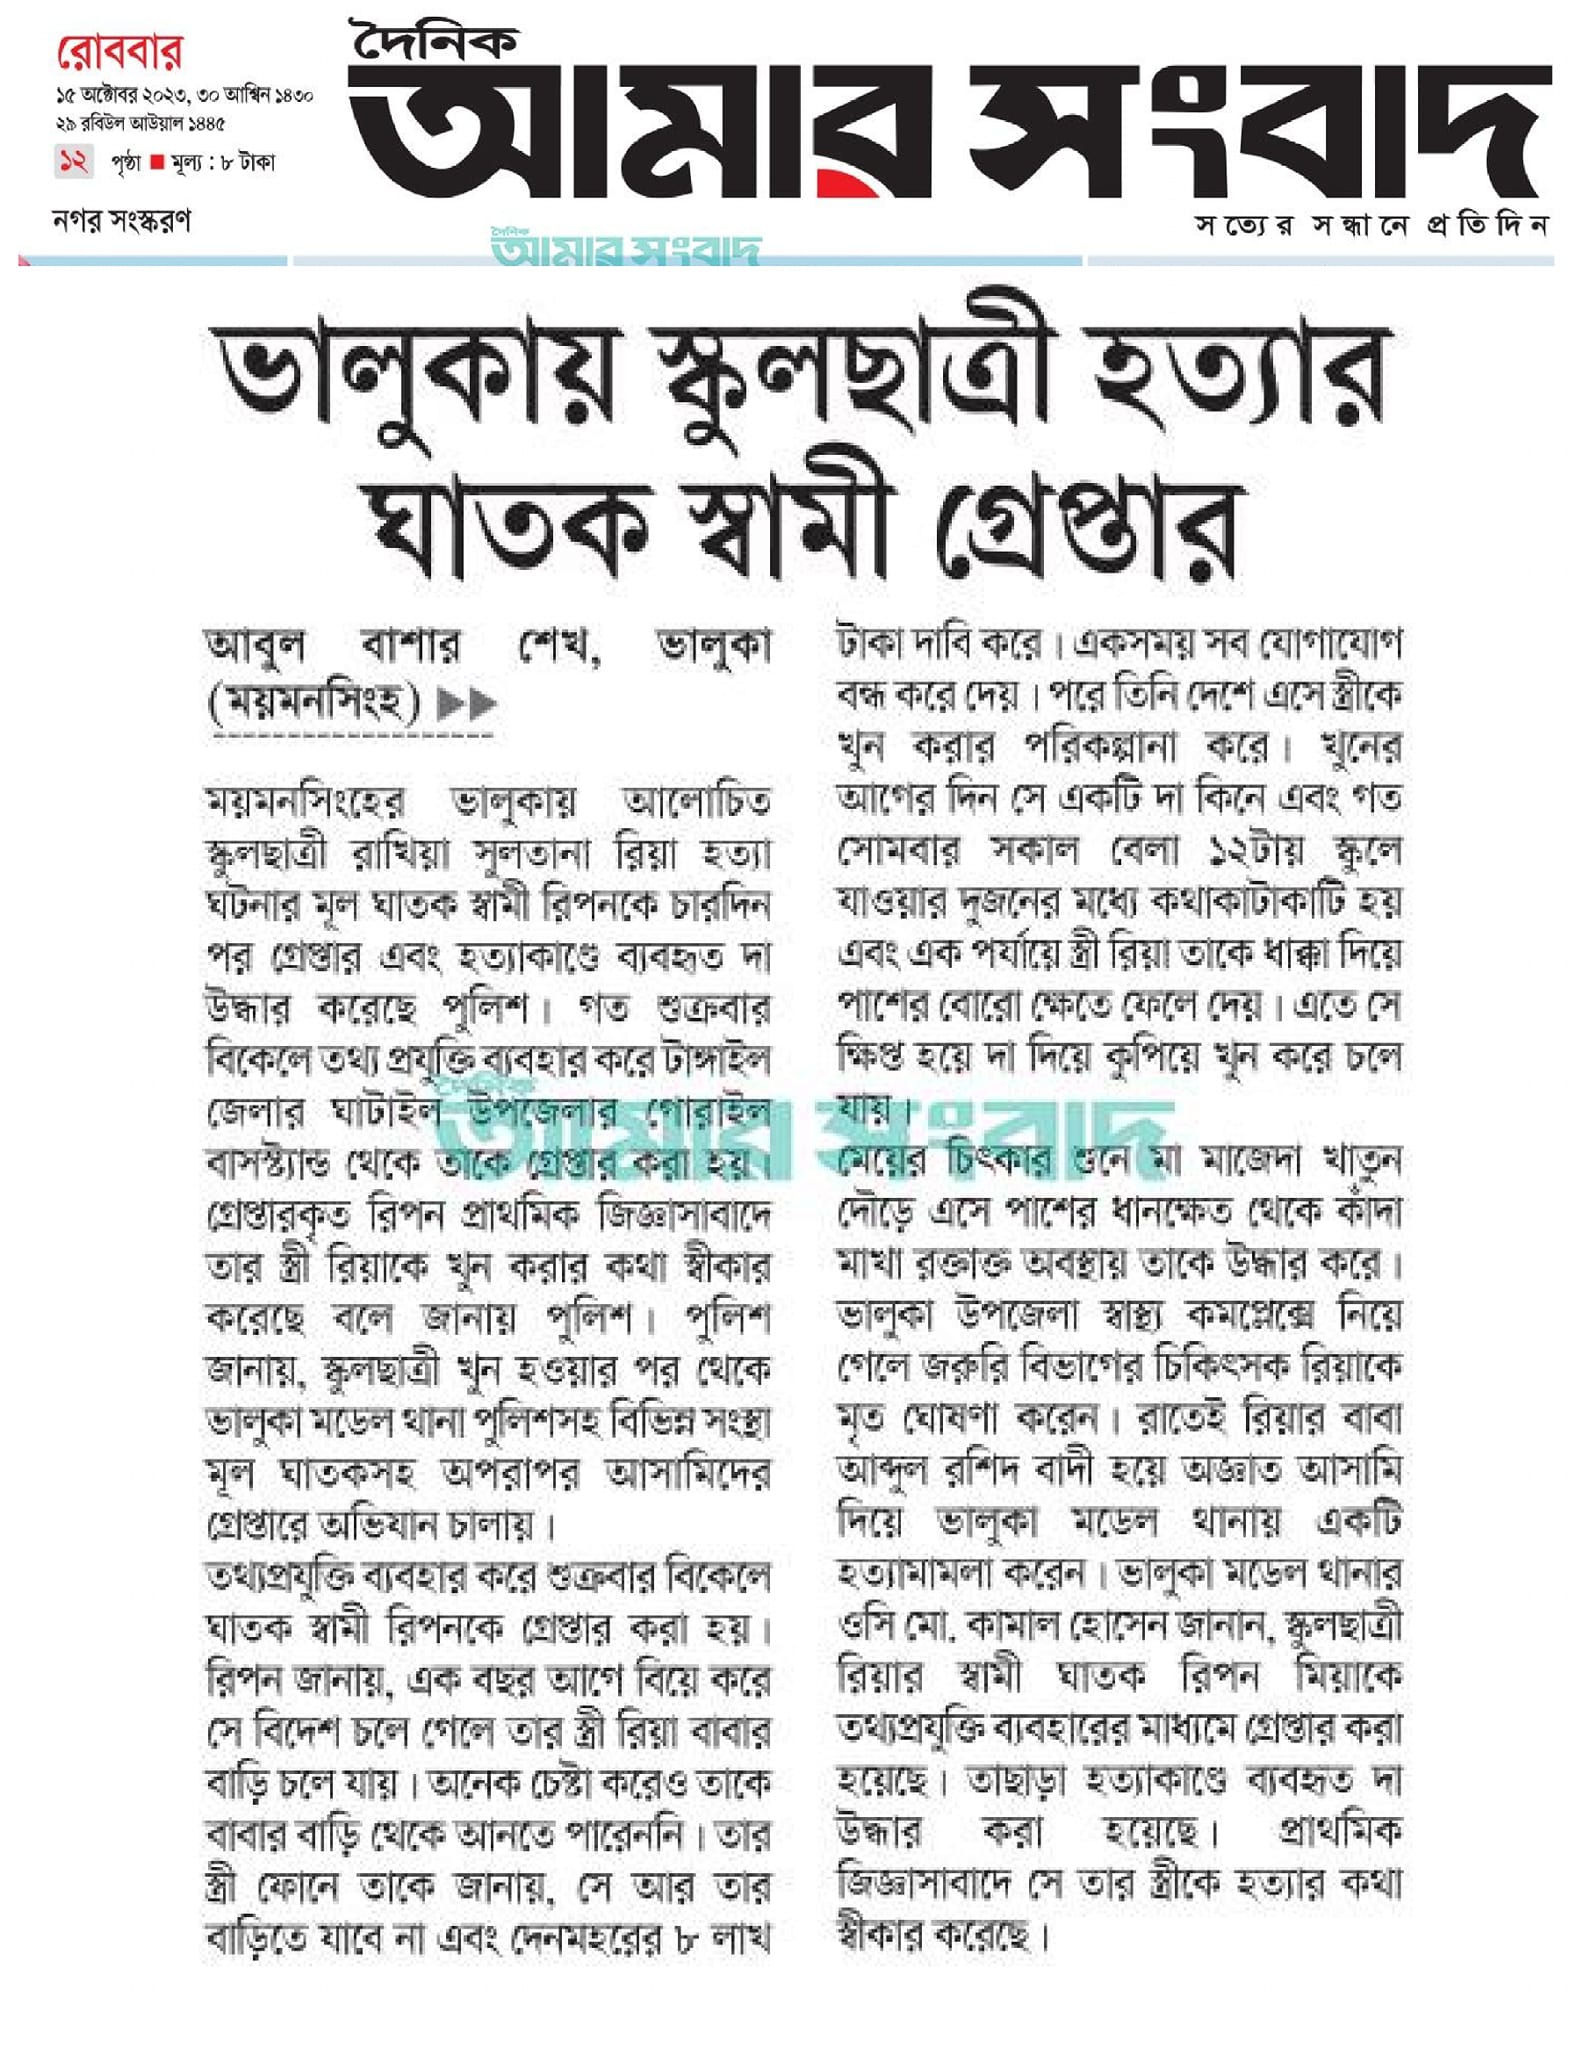 রোববার
১৫ অক্টোবর ২০২৩, ৩০ আশ্বিন ১৪৩০
২৯ রবিউল আউয়াল ১৪৪৫
১২ পৃষ্ঠা ■ মূল্য : ৮ টাকা
নগর সংস্করণ
দৈনিক
আমার সংবাদ
সত্যের সন্ধানে প্রতিদিন
দৈনিক
আমার সংবাদ
ভালুকায় স্কুলছাত্রী হত্যার
ঘাতক স্বামী গ্রেপ্তার
আবুল বাশার শেখ, ভালুকা
(ময়মনসিংহ)
ময়মনসিংহের ভালুকায় আলোচিত
স্কুলছাত্রী রাখিয়া সুলতানা রিয়া হত্যা
ঘটনার মূল ঘাতক স্বামী রিপনকে চারদিন
পর গ্রেপ্তার এবং হত্যাকাণ্ডে ব্যবহৃত দা
উদ্ধার করেছে পুলিশ। গত শুক্রবার
বিকেলে তথ্য প্রযুক্তি ব্যবহার করে টাঙ্গাইল
জেলার ঘাটাইল উপজেলার গোরাইল
বাসস্ট্যান্ড থেকে তাকে গ্রেপ্তার করা হয়।
গ্রেপ্তারকৃত রিপন প্রাথমিক জিজ্ঞাসাবাদে
তার স্ত্রী রিয়াকে খুন করার কথা স্বীকার
করেছে বলে জানায় পুলিশ। পুলিশ
জানায়, স্কুলছাত্রী খুন হওয়ার পর থেকে
ভালুকা মডেল থানা পুলিশসহ বিভিন্ন সংস্থা
মূল ঘাতকসহ অপরাপর আসামিদের
গ্রেপ্তারে অভিযান চালায়।
তথ্যপ্রযুক্তি ব্যবহার করে শুক্রবার বিকেলে
ঘাতক স্বামী রিপনকে গ্রেপ্তার করা হয়।
রিপন জানায়, এক বছর আগে বিয়ে করে
সে বিদেশ চলে গেলে তার স্ত্রী রিয়া বাবার
বাড়ি চলে যায়। অনেক চেষ্টা করেও তাকে
বাবার বাড়ি থেকে আনতে পারেননি। তার
স্ত্রী ফোনে তাকে জানায়, সে আর তার
বাড়িতে যাবে না এবং দেনমহরের ৮ লাখ
টাকা দাবি করে। একসময় সব যোগাযোগ
বন্ধ করে দেয়। পরে তিনি দেশে এসে স্ত্রীকে
খুন করার পরিকল্পানা করে। খুনের
আগের দিন সে একটি দা কিনে এবং গত
সোমবার সকাল বেলা ১২টায় স্কুলে
যাওয়ার দুজনের মধ্যে কথাকাটাকাটি হয়
এবং এক পর্যায়ে স্ত্রী রিয়া তাকে ধাক্কা দিয়ে
পাশের বোরো ক্ষেতে ফেলে দেয়। এতে সে
ক্ষিপ্ত হয়ে দা দিয়ে কুপিয়ে খুন করে চলে
যায়।
মেয়ের চিৎকার শুনে মা মাজেদা খাতুন
দৌড়ে এসে পাশের ধানক্ষেত থেকে কাঁদা
মাখা রক্তাক্ত অবস্থায় তাকে উদ্ধার করে।
ভালুকা উপজেলা স্বাস্থ্য কমপ্লেক্সে নিয়ে
গেলে জরুরি বিভাগের চিকিৎসক রিয়াকে
মৃত ঘোষণা করেন। রাতেই রিয়ার বাবা
আব্দুল রশিদ বাদী হয়ে অজ্ঞাত আসামি
দিয়ে ভালুকা মডেল থানায় একটি
হত্যামামলা করেন। ভালুকা মডেল থানার
ওসি মো. কামাল হোসেন জানান, স্কুলছাত্রী
রিয়ার স্বামী ঘাতক রিপন মিয়াকে
তথ্যপ্রযুক্তি ব্যবহারের মাধ্যমে গ্রেপ্তার করা
হয়েছে। তাছাড়া হত্যাকাণ্ডে ব্যবহৃত দা
উদ্ধার করা হয়েছে। প্রাথমিক
জিজ্ঞাসাবাদে সে তার স্ত্রীকে হত্যার কথা
স্বীকার করেছে।
দৈনিক
আমার সংবাদ